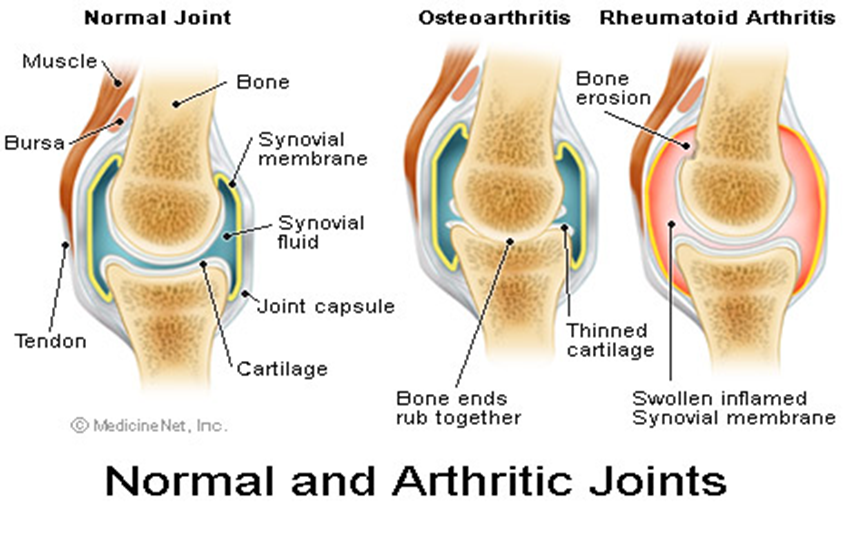 Normal Joint
Muscle
Bone
Bursa
Synovial
membrane
Synovial
fluid
Joint capsule
Tendon
Cartilage
© MedicineNet, Inc.
Osteoarthritis
Thinned
cartilage
Bone ends
rub together
Rheumatoid Arthritis
Bone
erosion
Swollen inflamed
Synovial membrane
Normal and Arthritic Joints